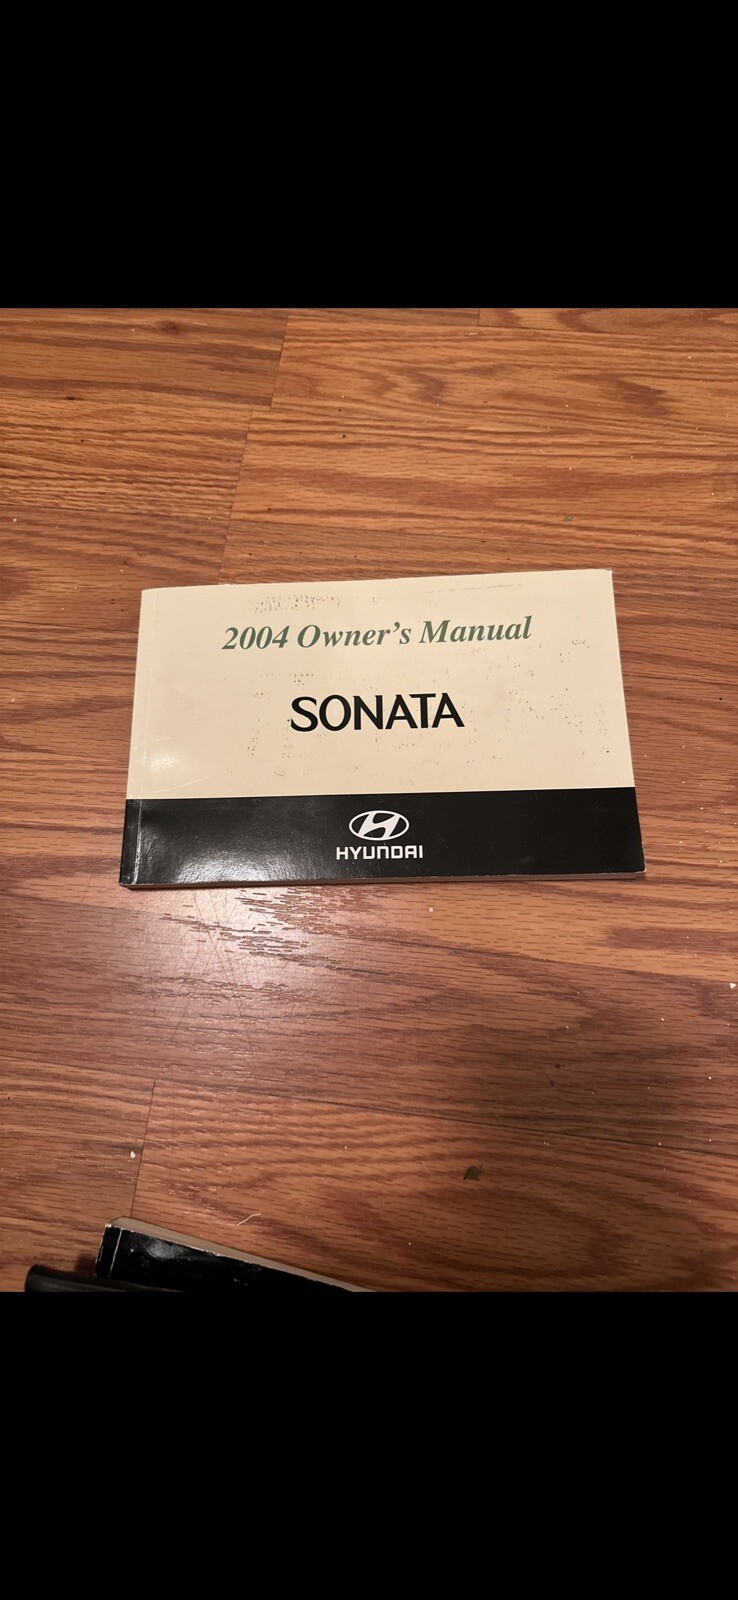 2004 Owner's Manual
SONATA
HYUNDAI